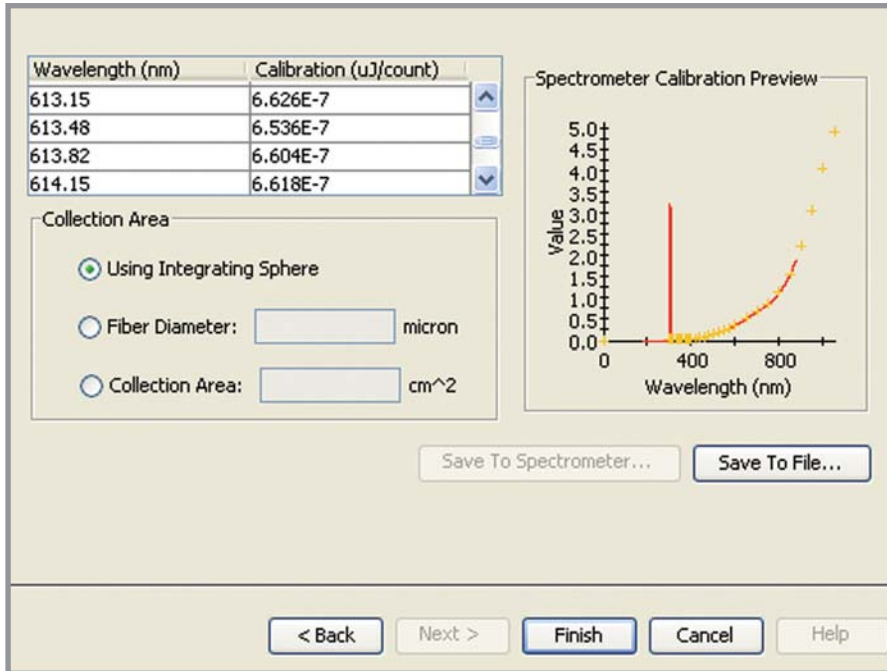 Wavelength (nm) Calibration (uJ/count)
613.15 6.626E-7
613.48 6.536E-7
613.82 6.604E-7
614.15 6.618E-7
Collection Area
Using Integrating Sphere
Fiber Diameter: micron
Collection Area: cm^2
Spectrometer Calibration Preview
5.0
4.5
4.0
3.5
3.0
2.5
2.0
1.5
1.0
0.5
0.0
Value
0 400 800
Wavelength (nm)
Save To Spectrometer... Save To File...
< Back Next > Finish Cancel Help